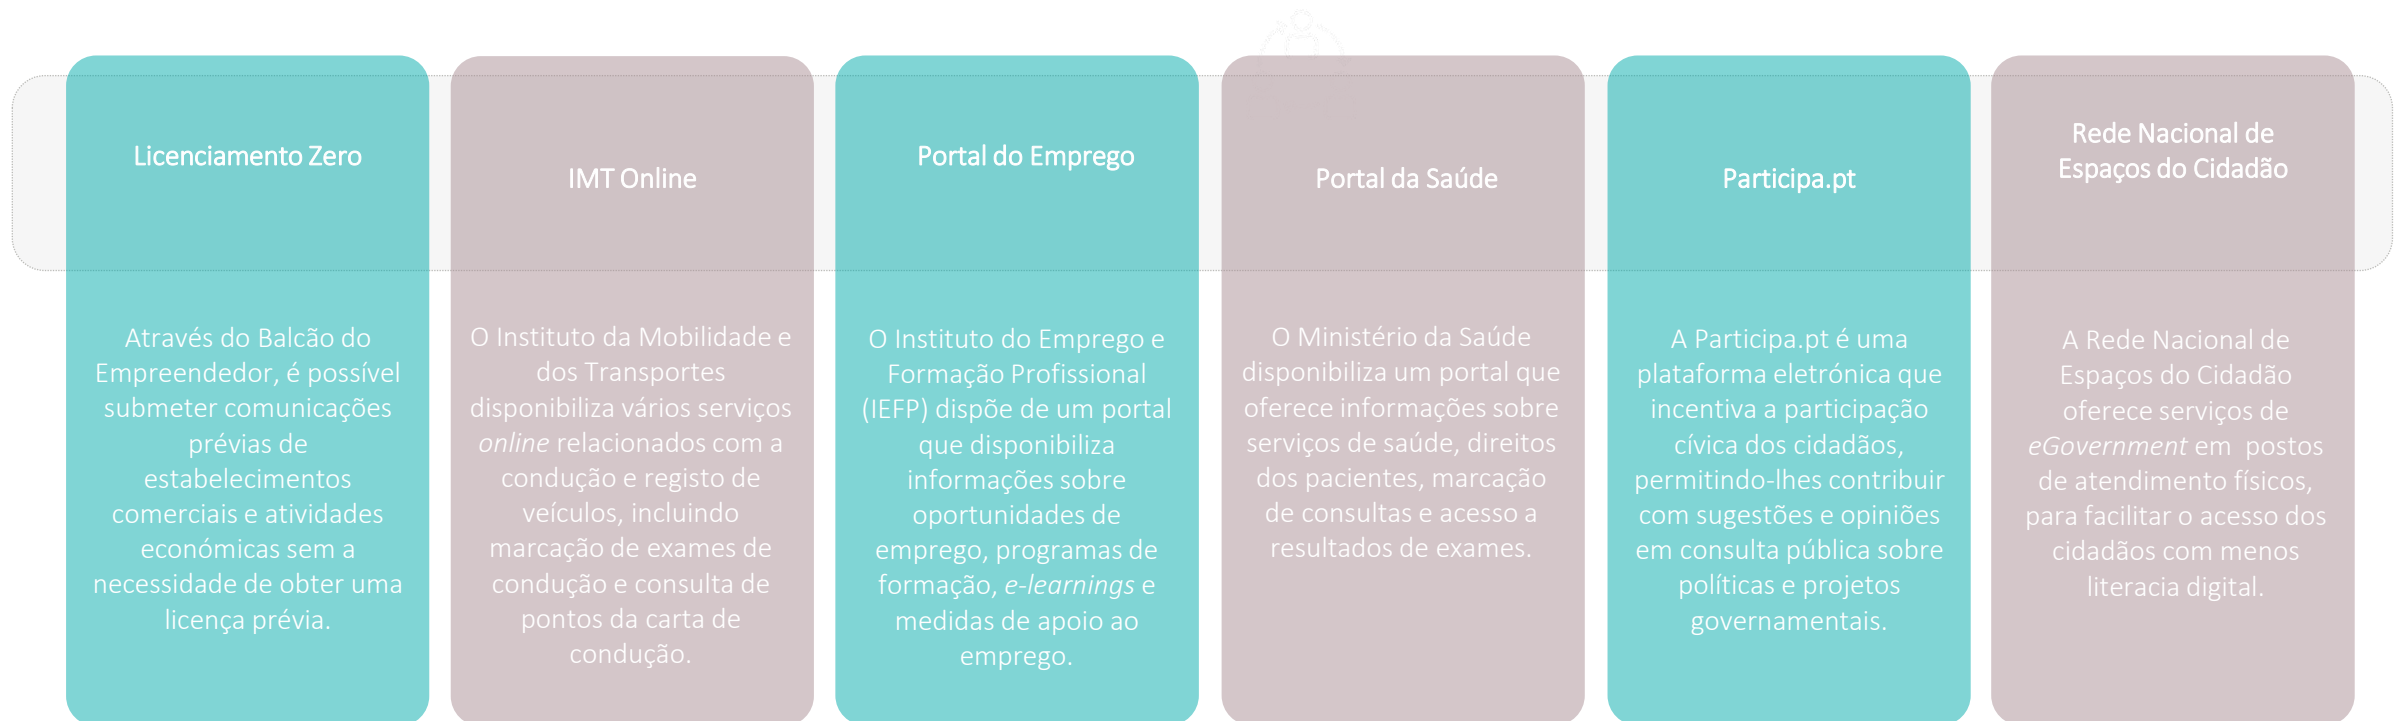 Licenciamento Zero
Através do Balcão do
Empreendedor, é possível
submeter comunicações
prévias de
estabelecimentos
comerciais e atividades
económicas sem a
necessidade de obter uma
licença prévia.
IMT Online
O Instituto da Mobilidade e
dos Transportes
disponibiliza vários serviços
online relacionados com a
condução e registo de
veículos, incluindo
marcação de exames de
condução e consulta de
pontos da carta de
condução.
Portal do Emprego
O Instituto do Emprego e
Formação Profissional
(IEFP) dispõe de um portal
que disponibiliza
informações sobre
oportunidades de
emprego, programas de
formação, e-learnings e
medidas de apoio ao
emprego.
Portal da Saúde
O Ministério da Saúde
disponibiliza um portal que
oferece informações sobre
serviços de saúde, direitos
dos pacientes, marcação
de consultas e acesso a
resultados de exames.
Participa.pt
A Participa.pt é uma
plataforma eletrónica que
incentiva a participação
cívica dos cidadãos,
permitindo-lhes contribuir
com sugestões e opiniões
em consulta pública sobre
políticas e projetos
governamentais.
Rede Nacional de
Espaços do Cidadão
A Rede Nacional de
Espaços do Cidadão
oferece serviços de
eGovernment em  postos
de atendimento físicos,
para facilitar o acesso dos
cidadãos com menos
literacia digital.